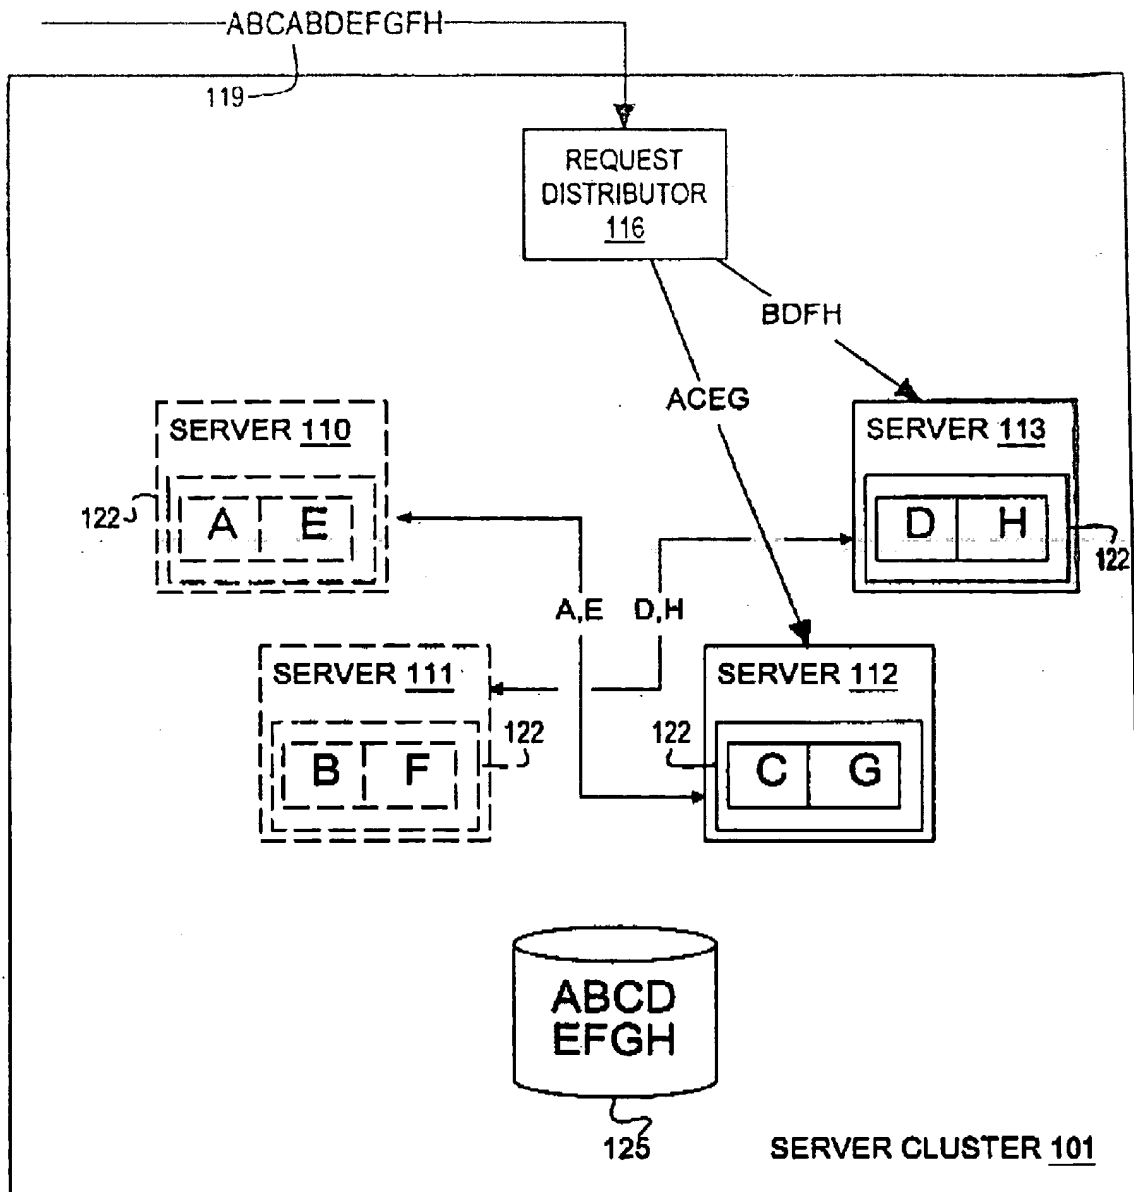 ABCABDEFGFH
119
REQUEST
DISTRIBUTOR
116
BDFH
ACEG
SERVER 110
122
A E
SERVER 113
D H
122
A,E D,H
SERVER 111
B F
122
SERVER 112
122
C G
ABCD
EFGH
125
SERVER CLUSTER 101